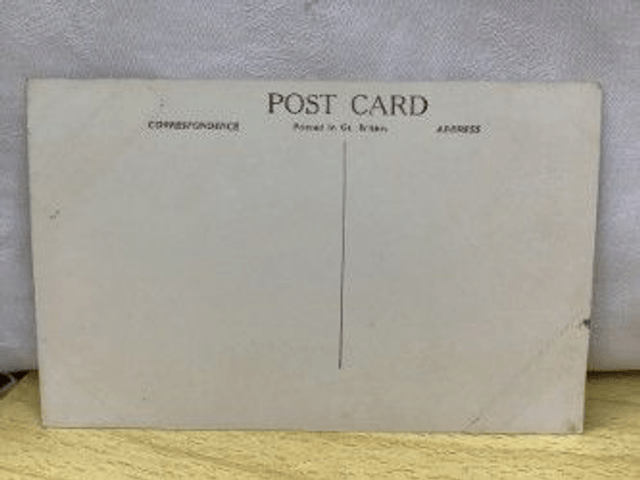 POST CARD
CORRESPONDENCE Printed in Gt. Britain. ADDRESS